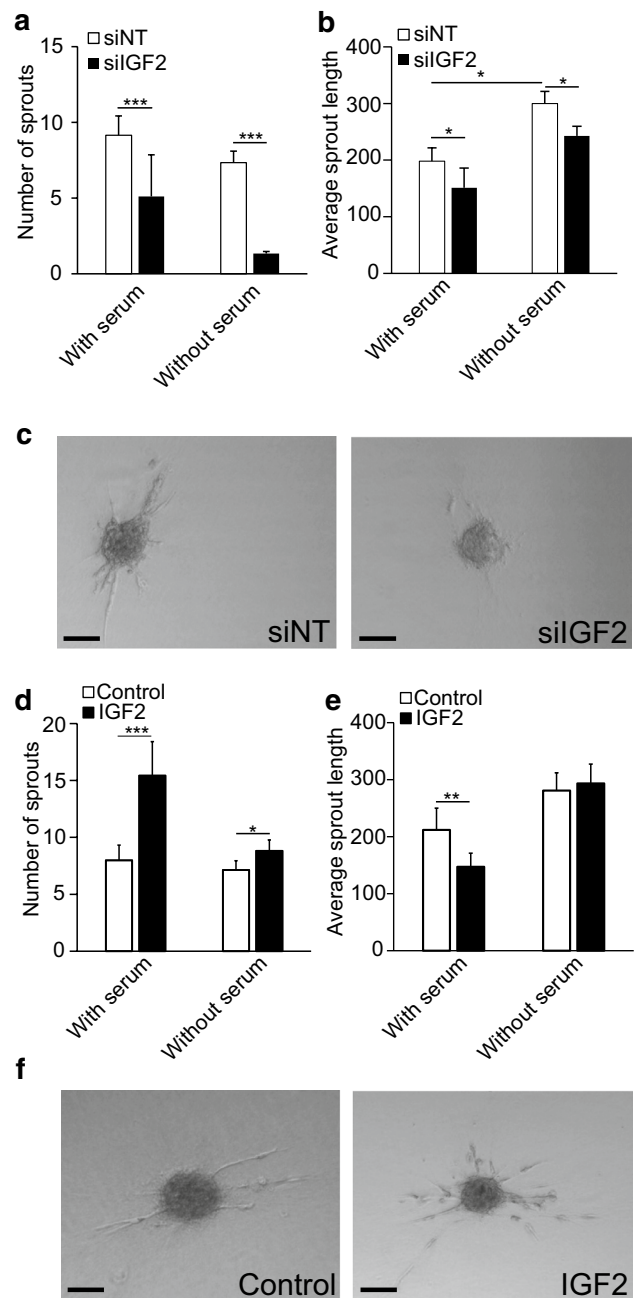 a
siNT
siIGF2
Number of sprouts
15
10
5
0
***
***
With serum
Without serum
b
siNT
siIGF2
Average sprout length
400
300
200
100
0
*
*
*
With serum
Without serum
c
siNT
siIGF2
d
Control
IGF2
Number of sprouts
20
15
10
5
0
***
*
With serum
Without serum
e
Control
IGF2
Average sprout length
400
300
200
100
0
**
With serum
Without serum
f
Control
IGF2